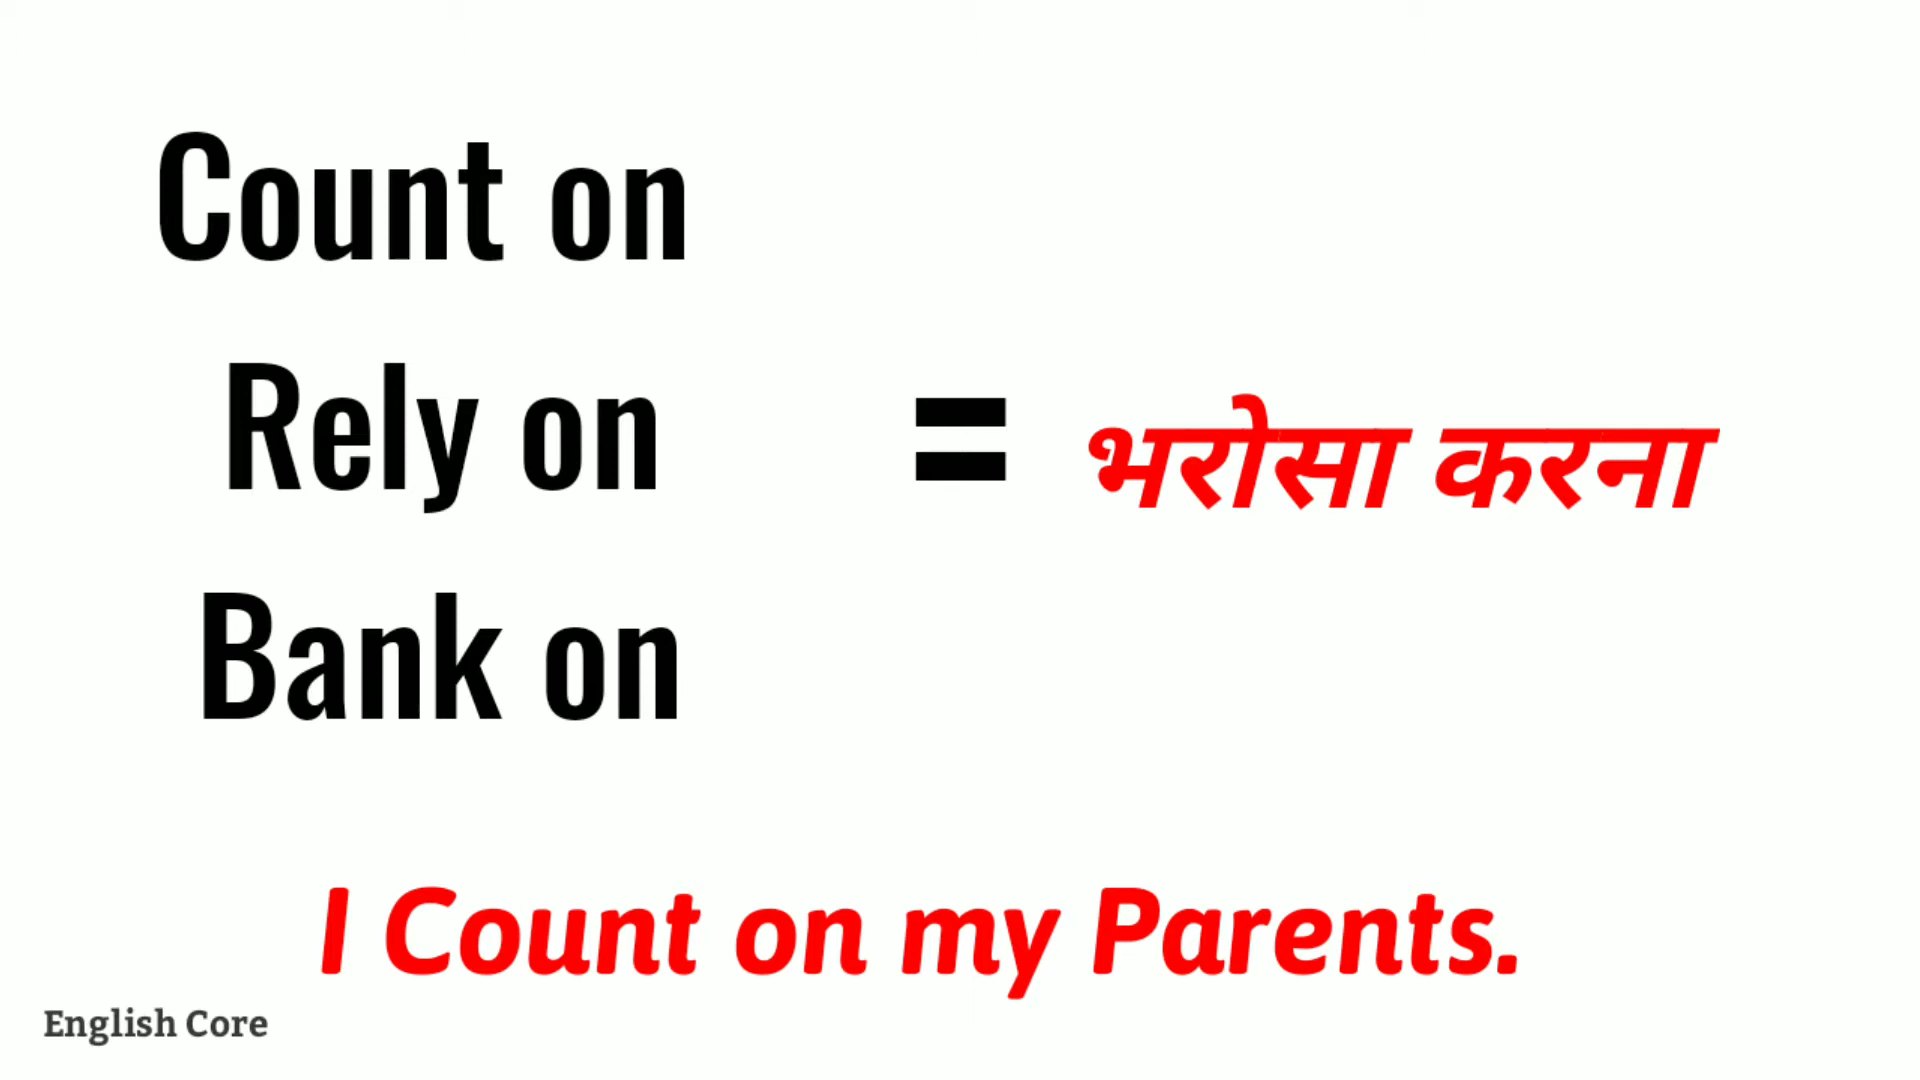 Count on
Rely on = भरोसा करना
Bank on
I Count on my Parents.
English Core